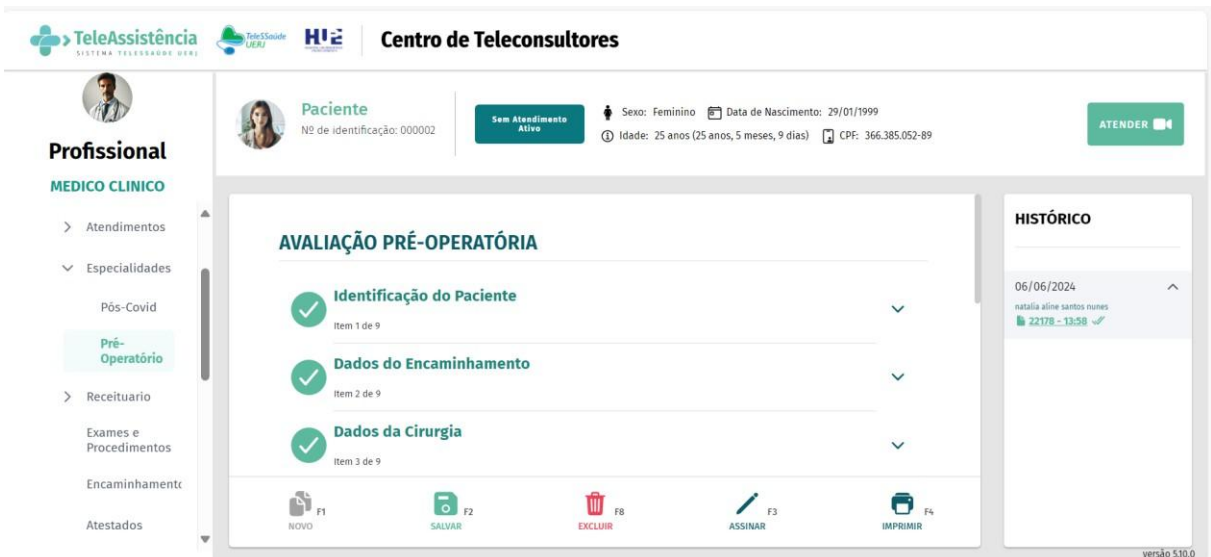 TeleAssistência
SISTEMA TELESSAÚDE UERJ
TeleSSaúde
UERJ
Centro de Teleconsultores
Profissional
MEDICO CLINICO
Atendimentos
Especialidades
Pós-Covid
Pré-
Operatório
Receituario
Exames e
Procedimentos
Encaminhamento
Atestados
Paciente
Nº de identificação: 000002
Sem Atendimento
Ativo
Sexo: Feminino Data de Nascimento: 29/01/1999
Idade: 25 anos (25 anos, 5 meses, 9 dias) CPF: 366.385.052-89
ATENDER
AVALIAÇÃO PRÉ-OPERATÓRIA
Identificação do Paciente
Item 1 de 9
Dados do Encaminhamento
Item 2 de 9
Dados da Cirurgia
Item 3 de 9
F1
NOVO
F2
SALVAR
F8
EXCLUIR
F3
ASSINAR
F4
IMPRIMIR
HISTÓRICO
06/06/2024
natalia aline santos nunes
22178 - 13:58
versão 5.10.0